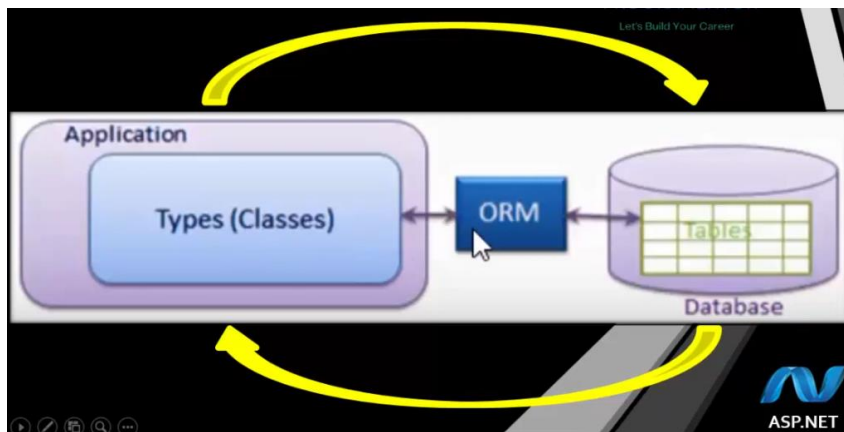 Let's Build Your Career
Application
Types (Classes)
ORM
Tables
Database
ASP.NET